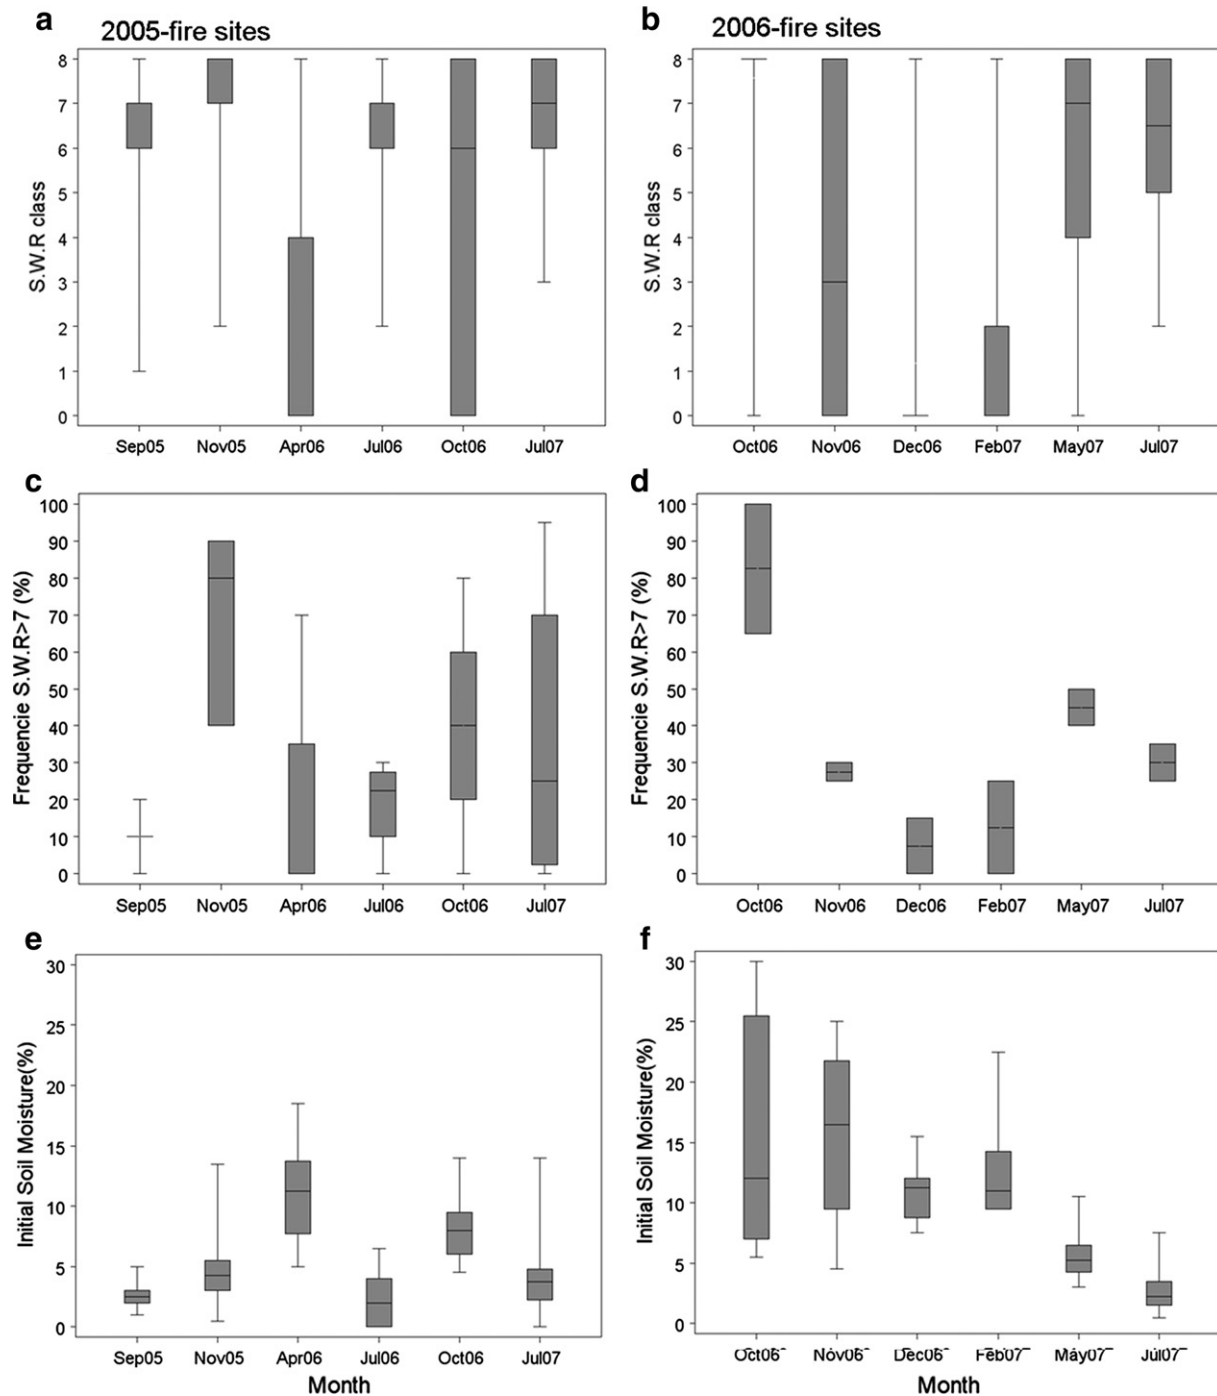 a 2005-fire sites
8
7
6
5
4
3
2
1
0
S.W.R class
Sep05 Nov05 Apr06 Jul06 Oct06 Jul07
b 2006-fire sites
8
7
6
5
4
3
2
1
0
S.W.R class
Oct06 Nov06 Dec06 Feb07 May07 Jul07
c
100
90
80
70
60
50
40
30
20
10
0
Frequencie S.W.R>7 (%)
Sep05 Nov05 Apr06 Jul06 Oct06 Jul07
d
100
90
80
70
60
50
40
30
20
10
0
Frequencie S.W.R>7 (%)
Oct06 Nov06 Dec06 Feb07 May07 Jul07
e
30
25
20
15
10
5
0
Initial Soil Moisture(%)
Sep05 Nov05 Apr06 Jul06 Oct06 Jul07
Month
f
30
25
20
15
10
5
0
Initial Soil Moisture(%)
Oct06 Nov06 Dec06 Feb07 May07 Jul07
Month